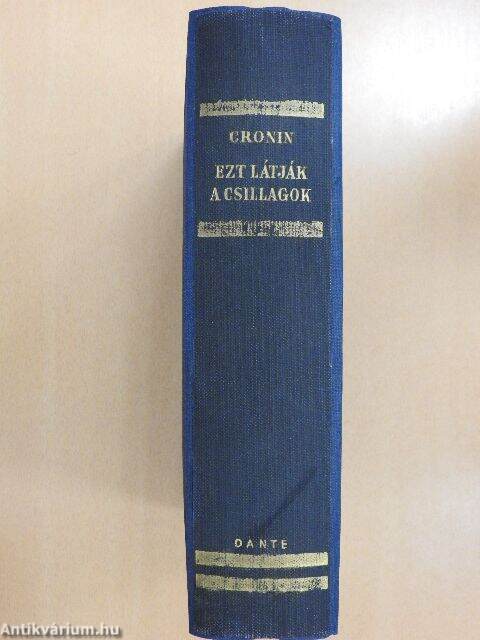 CRONIN
EZT LÁTJÁK
A CSILLAGOK
DANTE
Antikvárium.hu